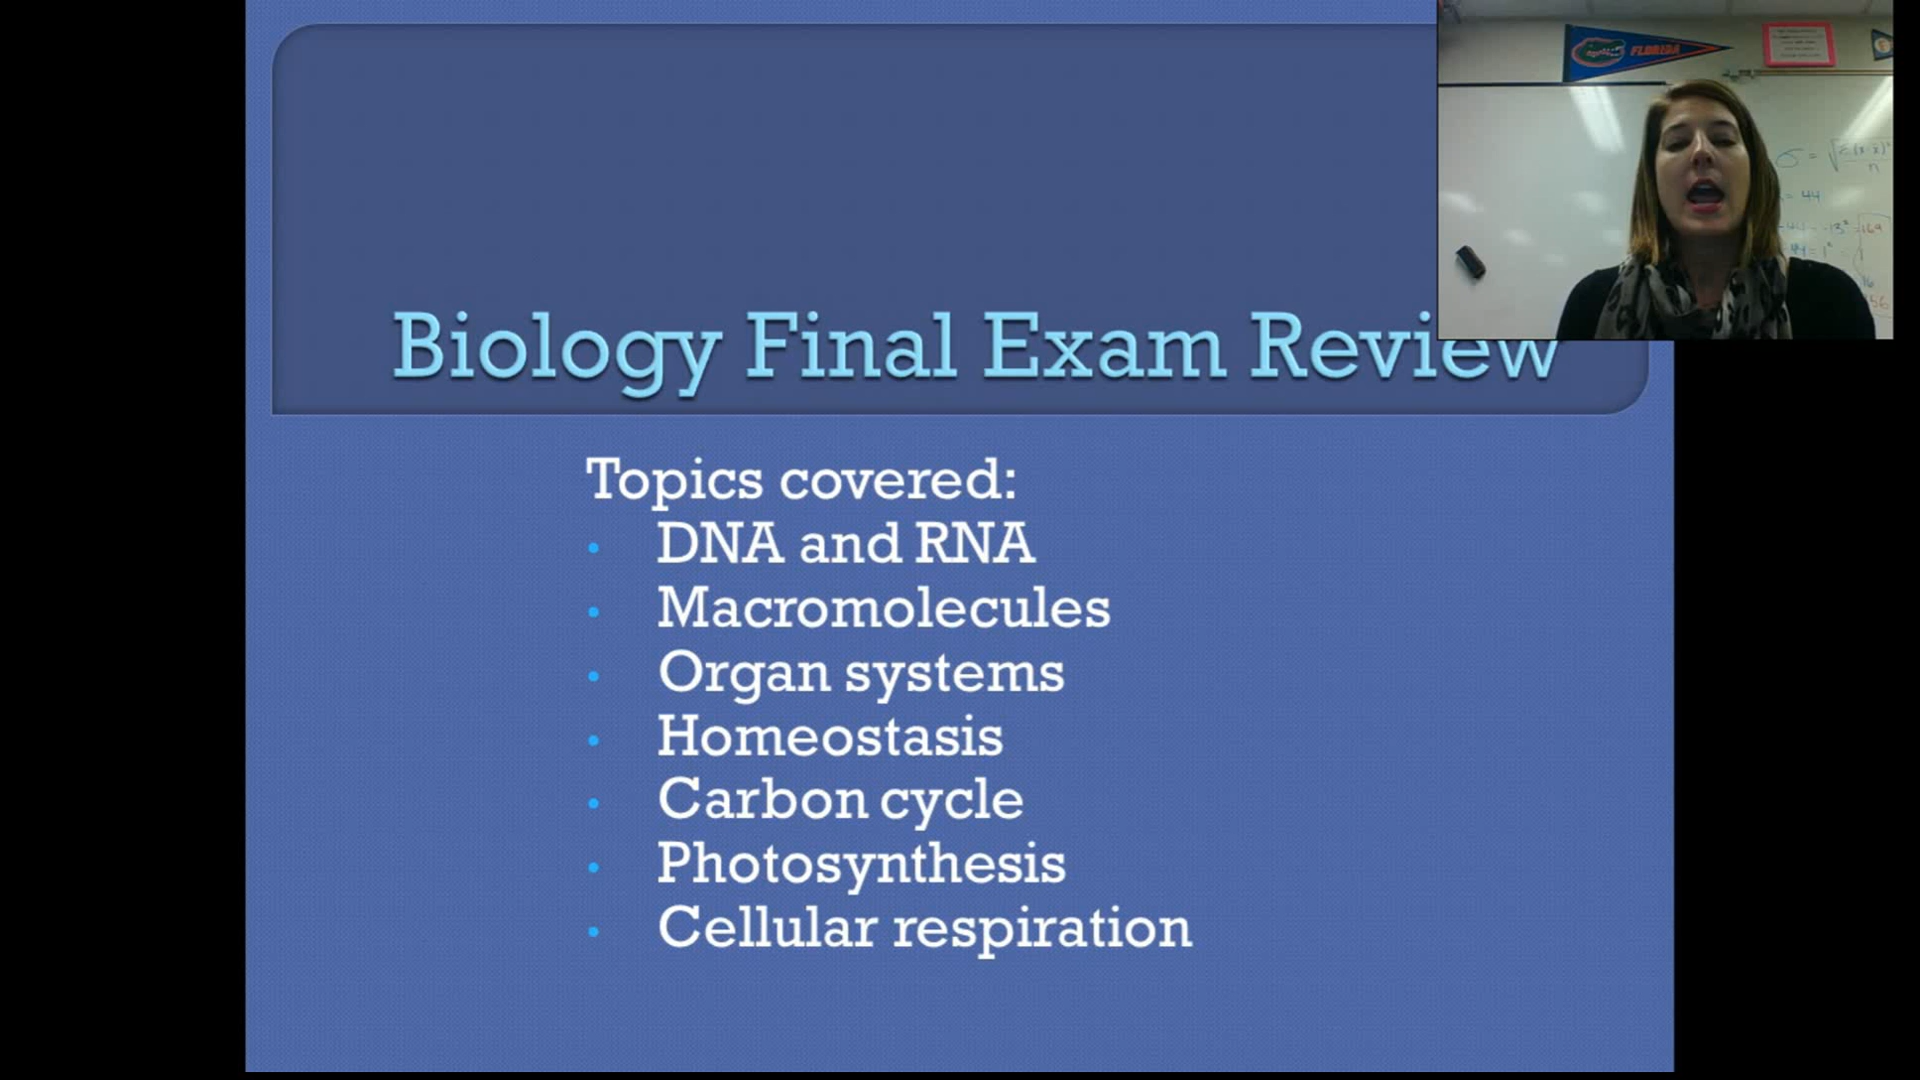 FLORIDA
σ =
n
= 44
Biology Final Exam Review
Topics covered:
• DNA and RNA
• Macromolecules
• Organ systems
• Homeostasis
• Carbon cycle
• Photosynthesis
• Cellular respiration